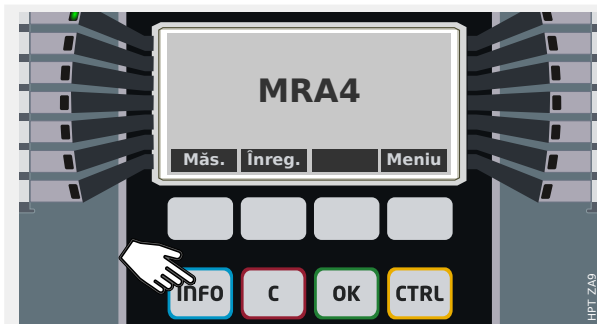 MRA4
Măs. Înreg. Meniu
INFO C OK CTRL
HPT ZA9